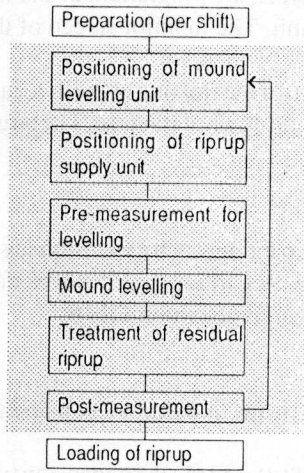 Preparation (per shift)
Positioning of mound
levelling unit
Positioning of riprup
supply unit
Pre-measurement for
levelling
Mound levelling
Treatment of residual
riprup
Post-measurement
Loading of riprup